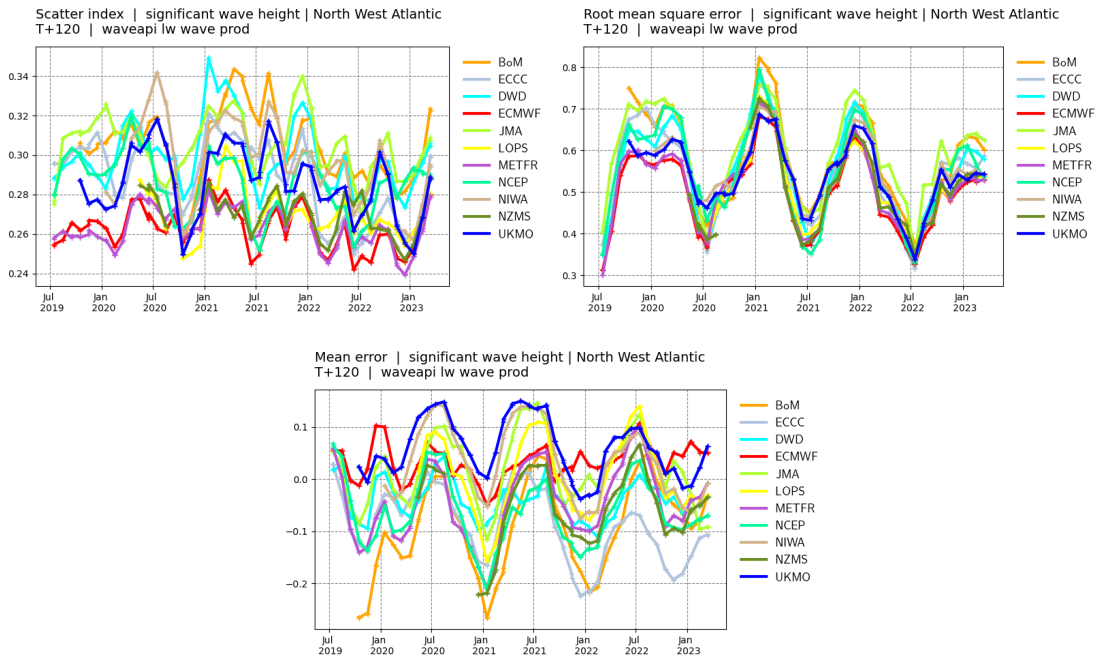 Scatter index | significant wave height | North West Atlantic
T+120 | waveapi lw wave prod
0.34
0.32
0.30
0.28
0.26
0.24
Jul 2019
Jan 2020
Jul 2020
Jan 2021
Jul 2021
Jan 2022
Jul 2022
Jan 2023
BoM
ECCC
DWD
ECMWF
JMA
LOPS
METFR
NCEP
NIWA
NZMS
UKMO
Root mean square error | significant wave height | North West Atlantic
T+120 | waveapi lw wave prod
0.8
0.7
0.6
0.5
0.4
0.3
Jul 2019
Jan 2020
Jul 2020
Jan 2021
Jul 2021
Jan 2022
Jul 2022
Jan 2023
BoM
ECCC
DWD
ECMWF
JMA
LOPS
METFR
NCEP
NIWA
NZMS
UKMO
Mean error | significant wave height | North West Atlantic
T+120 | waveapi lw wave prod
0.1
0.0
−0.1
−0.2
Jul 2019
Jan 2020
Jul 2020
Jan 2021
Jul 2021
Jan 2022
Jul 2022
Jan 2023
BoM
ECCC
DWD
ECMWF
JMA
LOPS
METFR
NCEP
NIWA
NZMS
UKMO